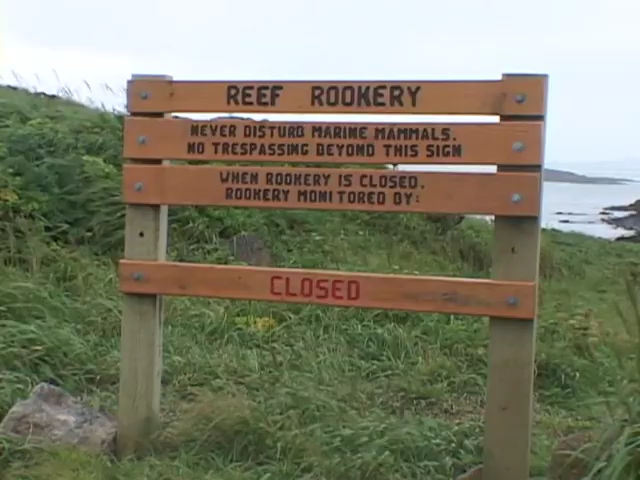 REEF ROOKERY
NEVER DISTURB MARINE MAMMALS.
NO TRESPASSING BEYOND THIS SIGN
WHEN ROOKERY IS CLOSED.
ROOKERY MONITORED BY:
CLOSED